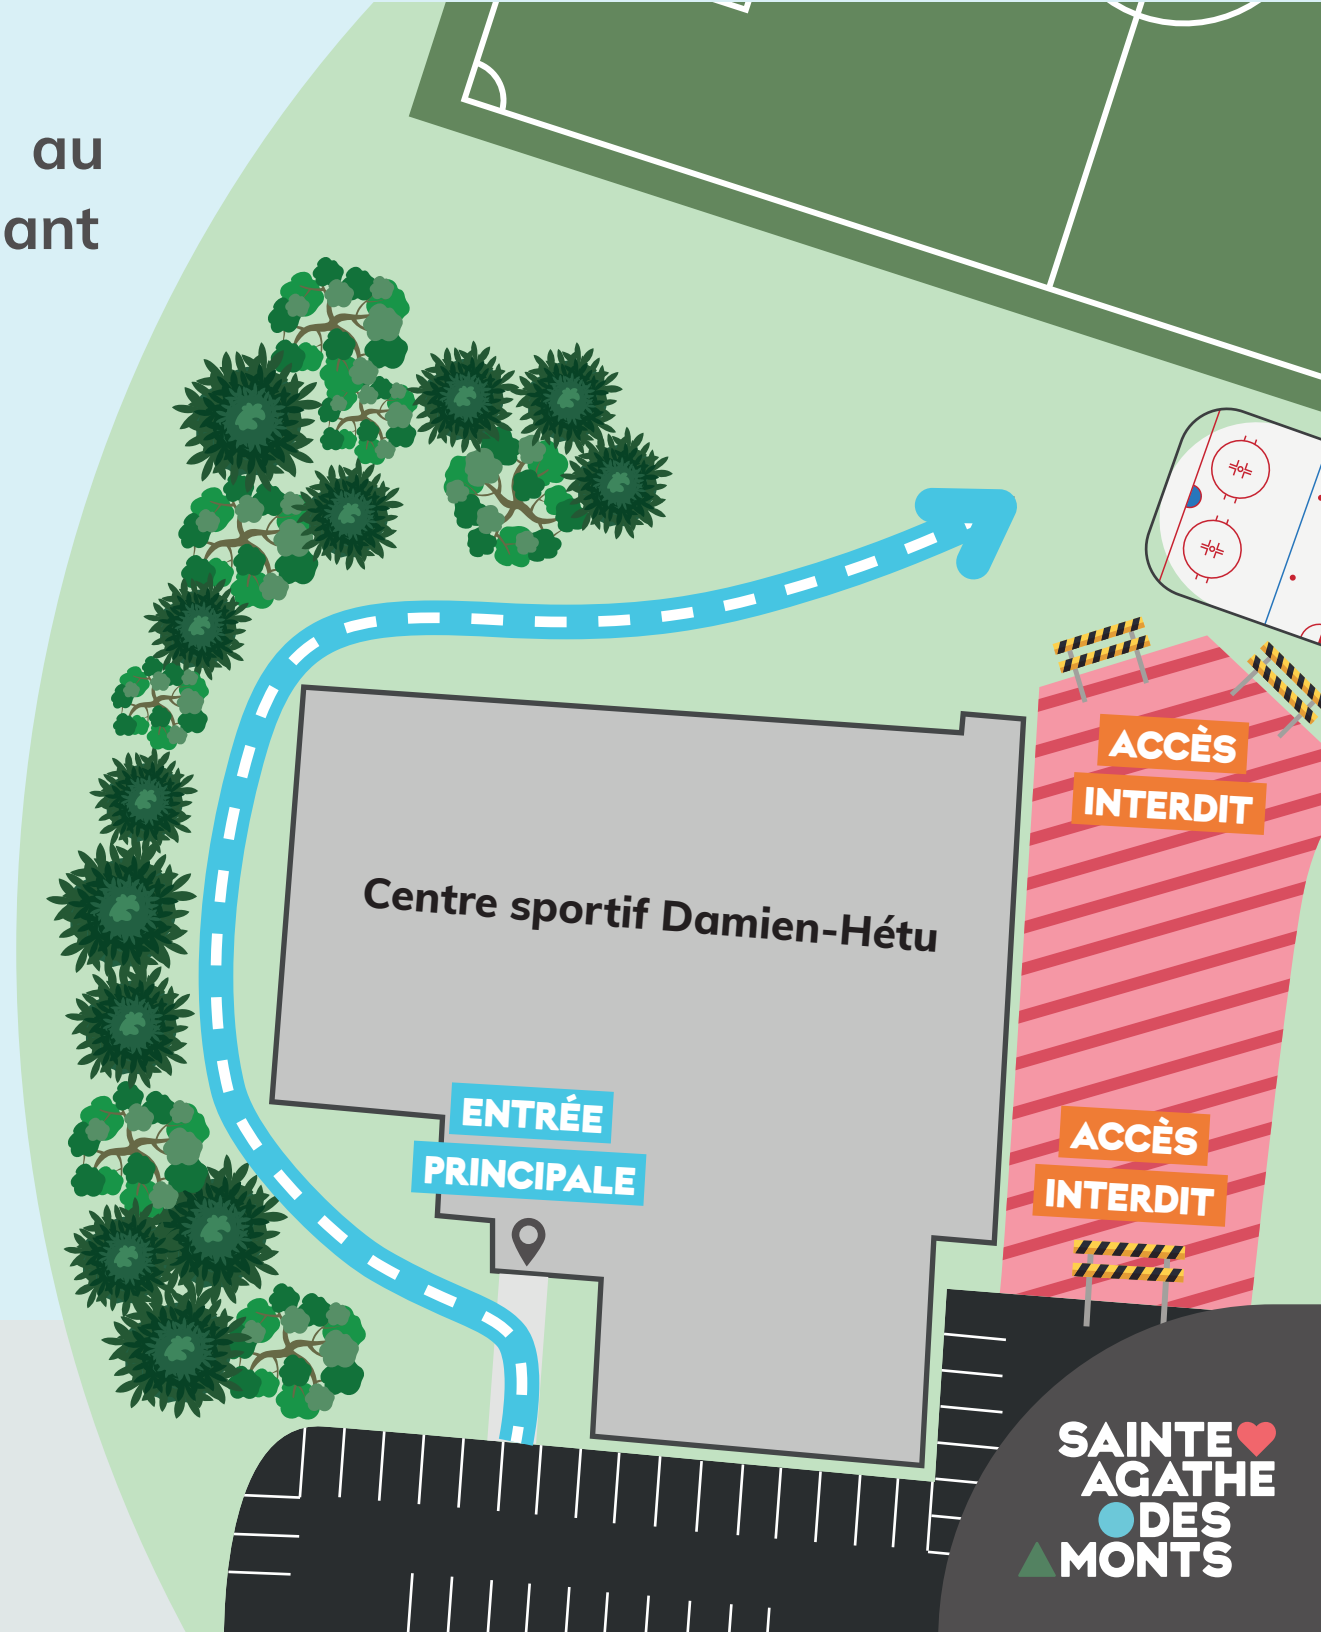 au
ant
ACCÈS
INTERDIT
Centre sportif Damien-Hétu
ENTRÉE
PRINCIPALE
ACCÈS
INTERDIT
SAINTE
AGATHE
DES
MONTS